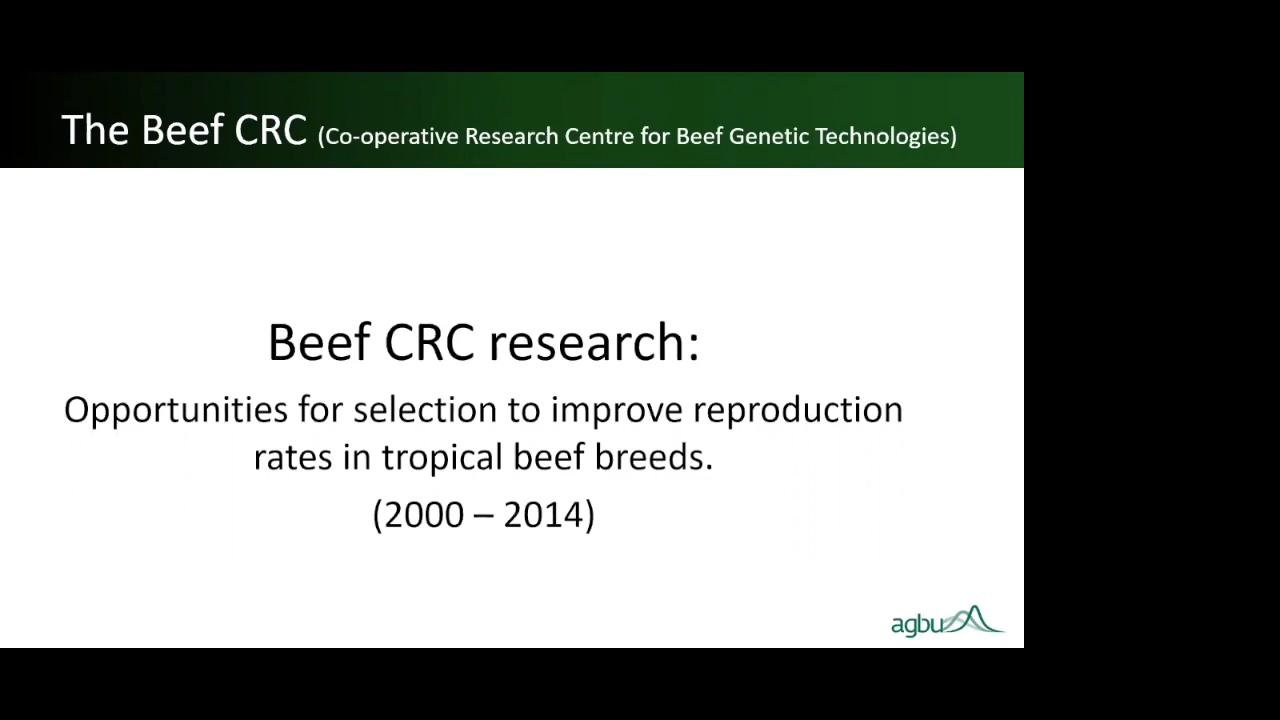 The Beef CRC (Co-operative Research Centre for Beef Genetic Technologies)
Beef CRC research:
Opportunities for selection to improve reproduction
rates in tropical beef breeds.
(2000 – 2014)
agbu